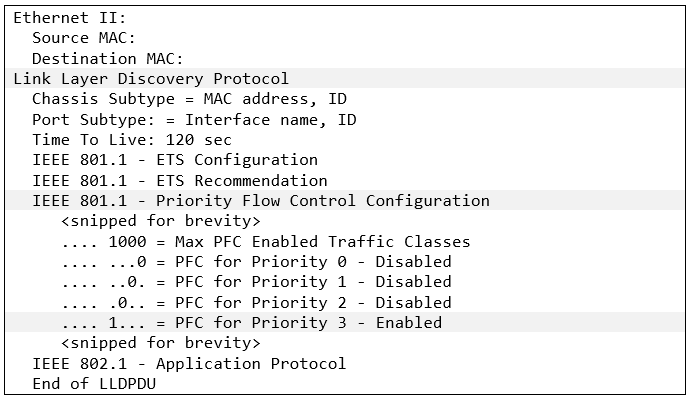 Ethernet II:
Source MAC:
Destination MAC:
Link Layer Discovery Protocol
Chassis Subtype = MAC address, ID
Port Subtype: = Interface name, ID
Time To Live: 120 sec
IEEE 801.1 - ETS Configuration
IEEE 801.1 - ETS Recommendation
IEEE 801.1 - Priority Flow Control Configuration
<snipped for brevity>
.... 1000 = Max PFC Enabled Traffic Classes
.... ...0 = PFC for Priority 0 - Disabled
.... ..0. = PFC for Priority 1 - Disabled
.... .0.. = PFC for Priority 2 - Disabled
.... 1... = PFC for Priority 3 - Enabled
<snipped for brevity>
IEEE 802.1 - Application Protocol
End of LLDPDU